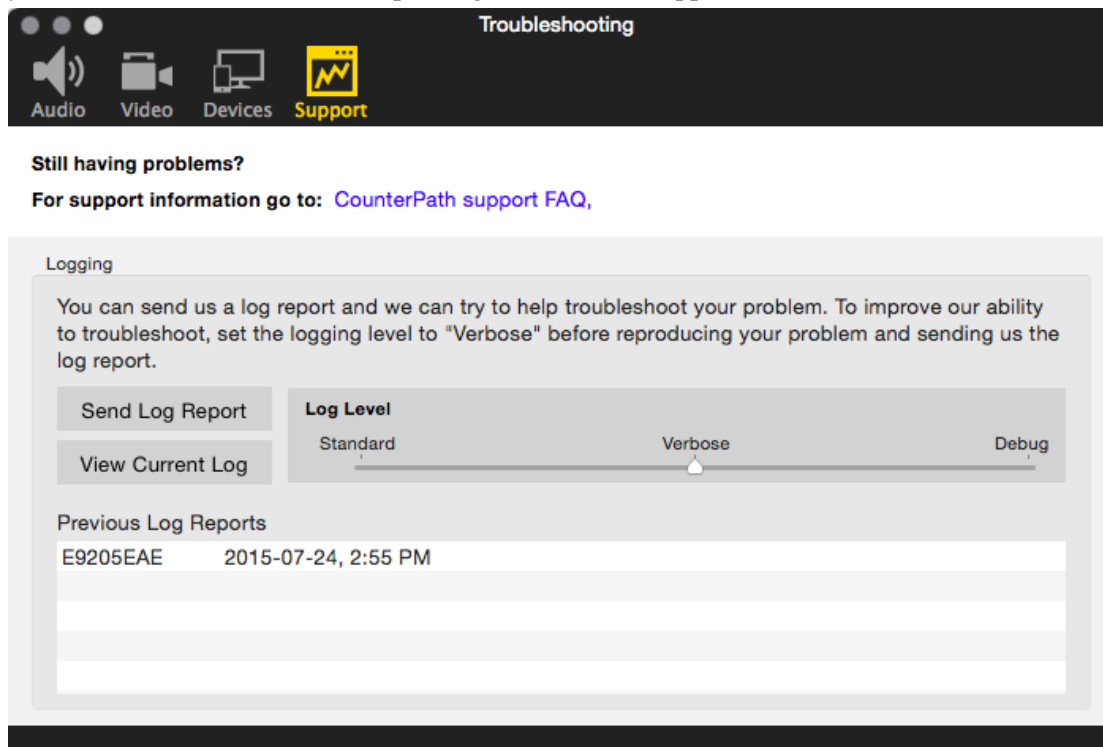 Troubleshooting
Audio Video Devices Support
Still having problems?
For support information go to: CounterPath support FAQ,
Logging
You can send us a log report and we can try to help troubleshoot your problem. To improve our ability
to troubleshoot, set the logging level to "Verbose" before reproducing your problem and sending us the
log report.
Send Log Report
Log Level
Standard Verbose Debug
View Current Log
Previous Log Reports
E9205EAE 2015-07-24, 2:55 PM